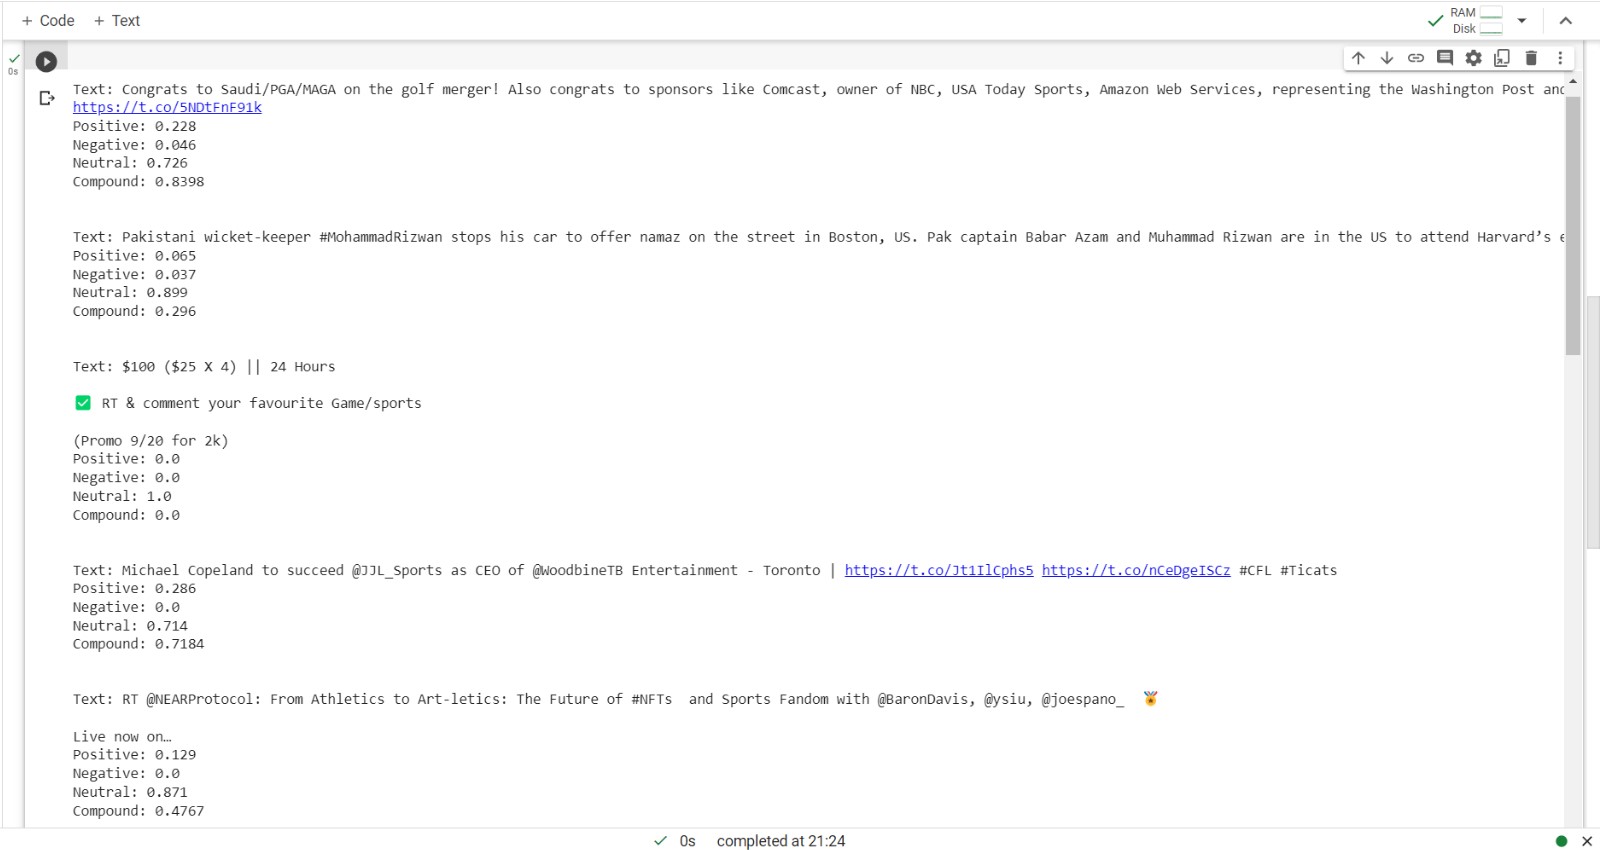 + Code + Text
RAM
Disk
0s
Text: Congrats to Saudi/PGA/MAGA on the golf merger! Also congrats to sponsors like Comcast, owner of NBC, USA Today Sports, Amazon Web Services, representing the Washington Post and
https://t.co/5NDtFnF91k
Positive: 0.228
Negative: 0.046
Neutral: 0.726
Compound: 0.8398
Text: Pakistani wicket-keeper #MohammadRizwan stops his car to offer namaz on the street in Boston, US. Pak captain Babar Azam and Muhammad Rizwan are in the US to attend Harvard’s
Positive: 0.065
Negative: 0.037
Neutral: 0.899
Compound: 0.296
Text: $100 ($25 X 4) || 24 Hours
✅ RT & comment your favourite Game/sports
(Promo 9/20 for 2k)
Positive: 0.0
Negative: 0.0
Neutral: 1.0
Compound: 0.0
Text: Michael Copeland to succeed @JJL_Sports as CEO of @WoodbineTB Entertainment - Toronto | https://t.co/Jt1IlCphs5 https://t.co/nCeDgeISCz #CFL #Ticats
Positive: 0.286
Negative: 0.0
Neutral: 0.714
Compound: 0.7184
Text: RT @NEARProtocol: From Athletics to Art-letics: The Future of #NFTs  and Sports Fandom with @BaronDavis, @ysiu, @joespano_ 🏅
Live now on…
Positive: 0.129
Negative: 0.0
Neutral: 0.871
Compound: 0.4767
0s completed at 21:24